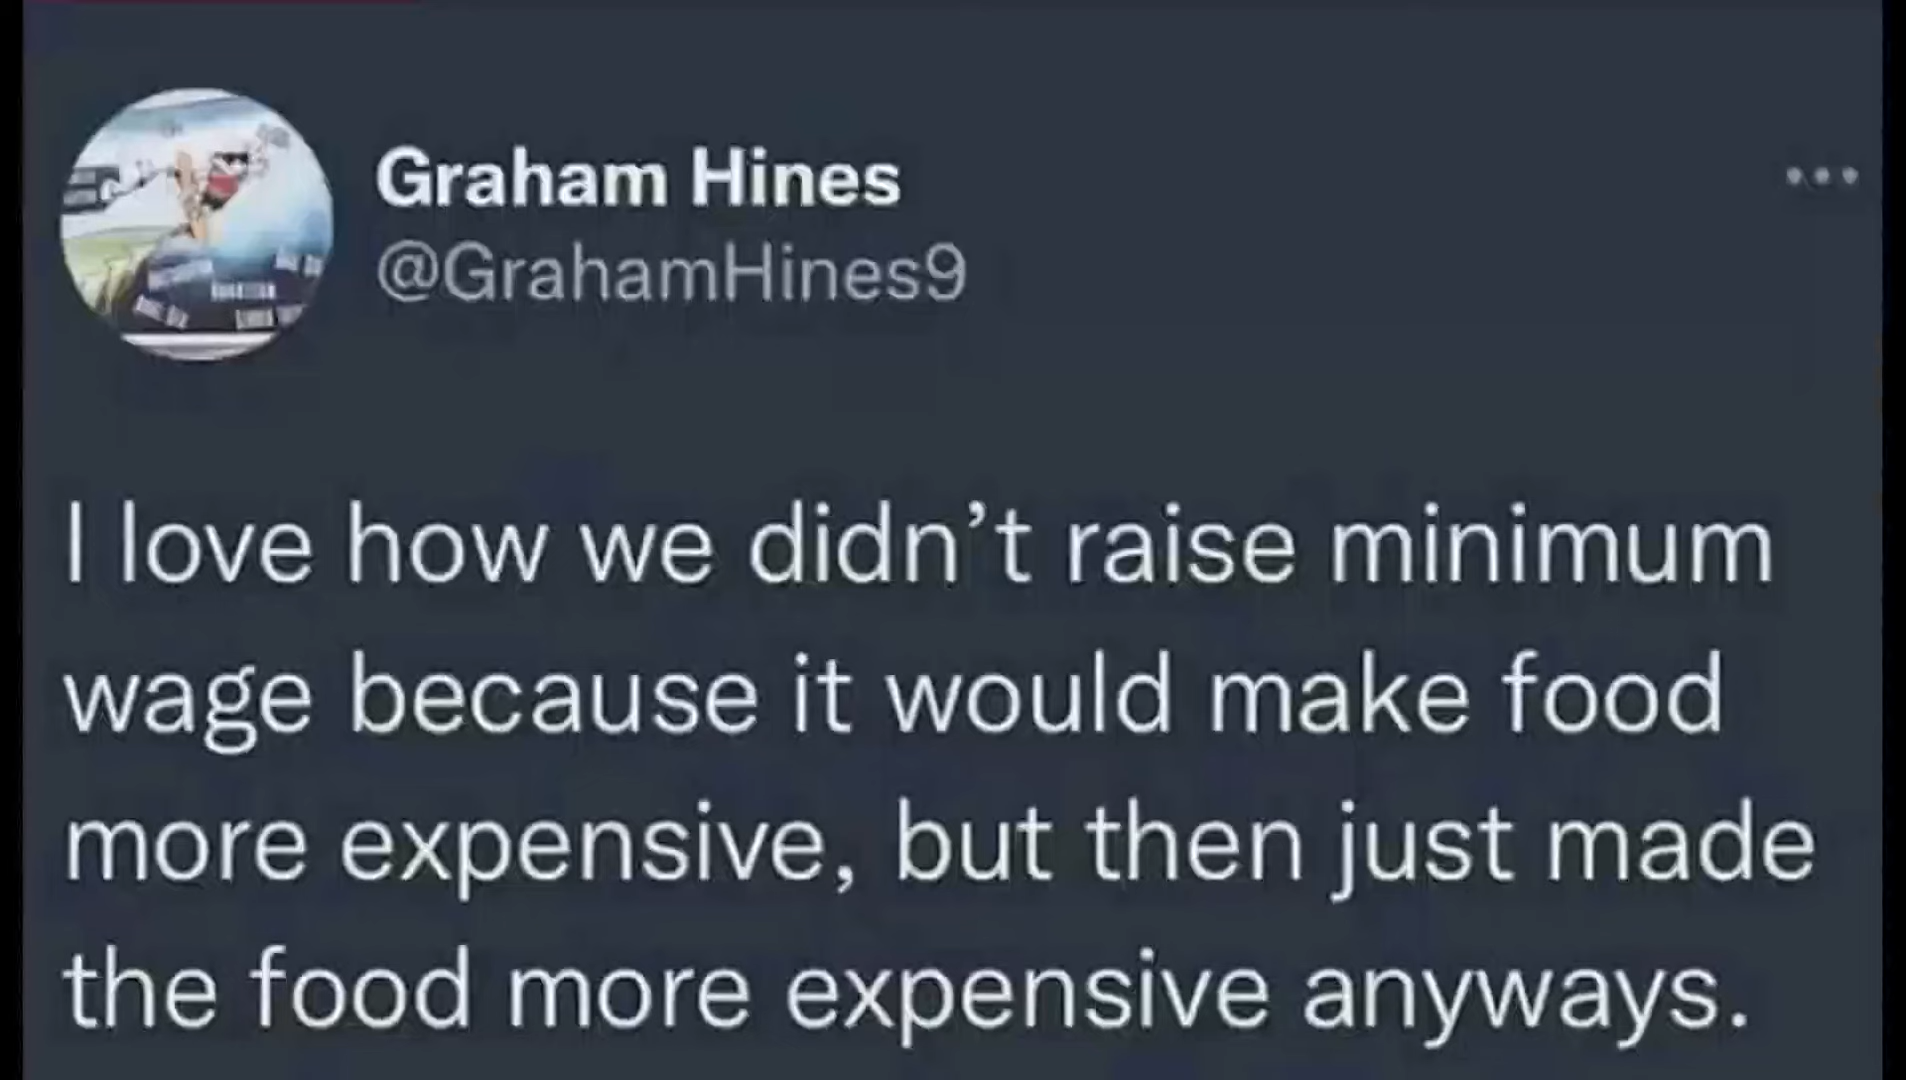 Graham Hines
@GrahamHines9
I love how we didn’t raise minimum
wage because it would make food
more expensive, but then just made
the food more expensive anyways.